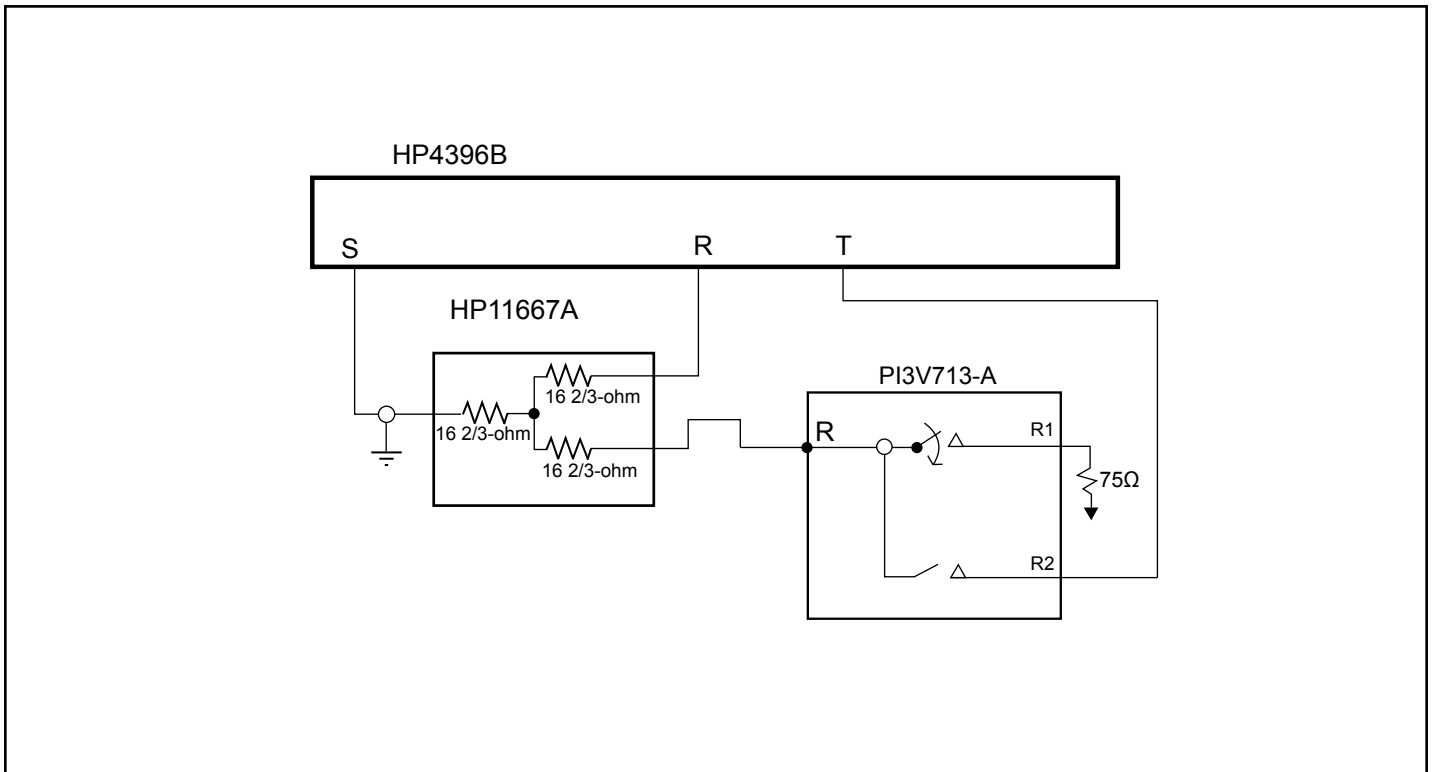 HP4396B
S
R
T
HP11667A
16 2/3-ohm
16 2/3-ohm
16 2/3-ohm
PI3V713-A
R
R1
75Ω
R2